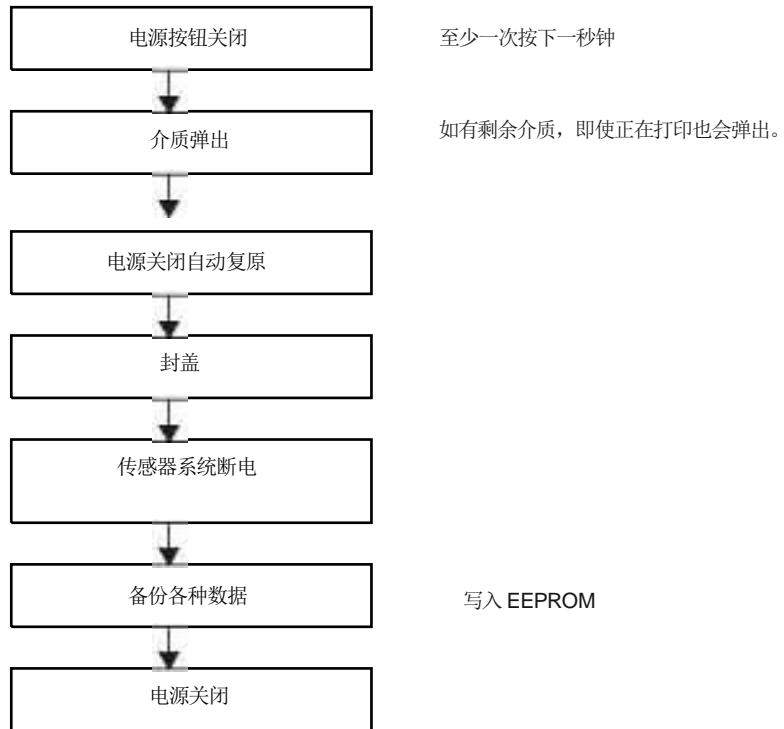 电源按钮关闭
至少一次按下一秒钟
介质弹出
如有剩余介质，即使正在打印也会弹出。
电源关闭自动复原
封盖
传感器系统断电
备份各种数据
写入 EEPROM
电源关闭